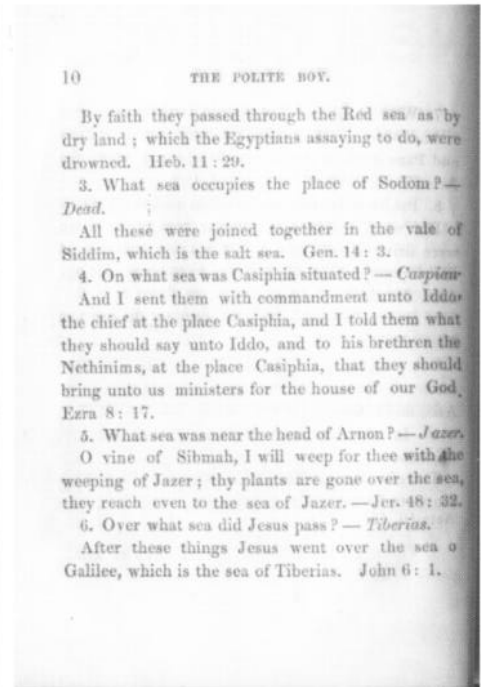 10 THE POLITE BOY.
By faith they passed through the Red sea as by
dry land ; which the Egyptians assaying to do, were
drowned. Heb. 11 : 29.
3. What sea occupies the place of Sodom ? —
Dead.
All these were joined together in the vale of
Siddim, which is the salt sea. Gen. 14 : 3.
4. On what sea was Casiphia situated ? — Caspian
And I sent them with commandment unto Iddo,
the chief at the place Casiphia, and I told them what
they should say unto Iddo, and to his brethren the
Nethinims, at the place Casiphia, that they should
bring unto us ministers for the house of our God.
Ezra 8 : 17.
5. What sea was near the head of Arnon ? — Jazer.
O vine of Sibmah, I will weep for thee with the
weeping of Jazer ; thy plants are gone over the sea,
they reach even to the sea of Jazer. — Jer. 48 : 32.
6. Over what sea did Jesus pass ? — Tiberias.
After these things Jesus went over the sea o
Galilee, which is the sea of Tiberias. John 6 : 1.